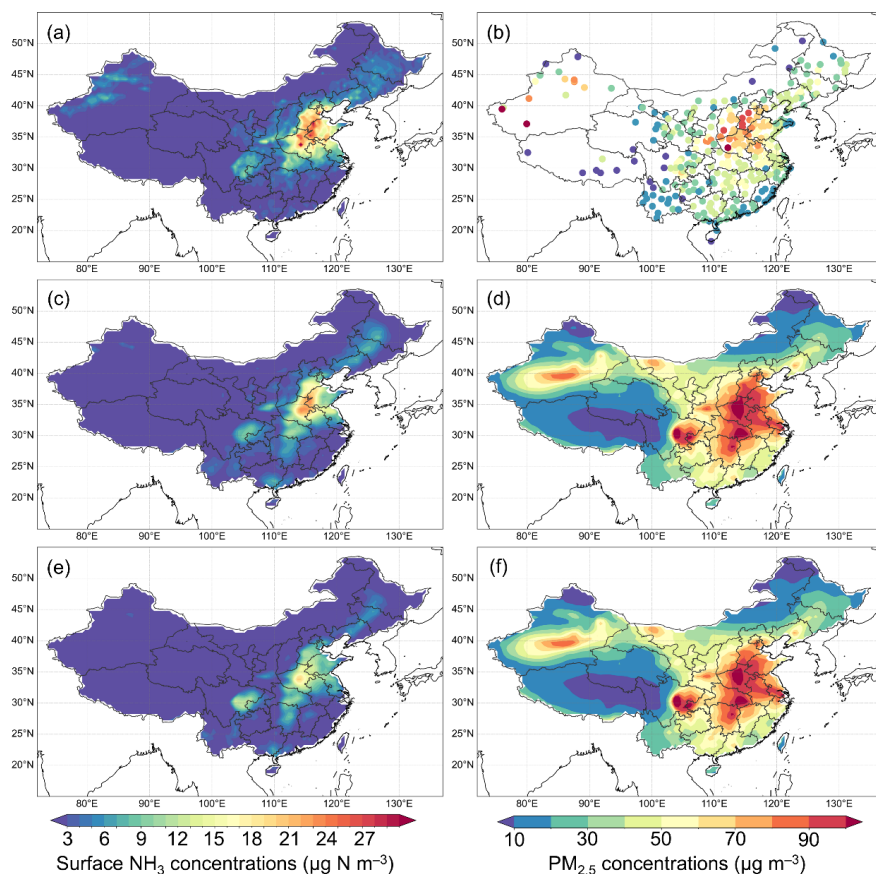 (a)
50°N
45°N
40°N
35°N
30°N
25°N
20°N
80°E 90°E 100°E 110°E 120°E 130°E
(b)
50°N
45°N
40°N
35°N
30°N
25°N
20°N
80°E 90°E 100°E 110°E 120°E 130°E
(c)
50°N
45°N
40°N
35°N
30°N
25°N
20°N
80°E 90°E 100°E 110°E 120°E 130°E
(d)
50°N
45°N
40°N
35°N
30°N
25°N
20°N
80°E 90°E 100°E 110°E 120°E 130°E
(e)
50°N
45°N
40°N
35°N
30°N
25°N
20°N
80°E 90°E 100°E 110°E 120°E 130°E
(f)
50°N
45°N
40°N
35°N
30°N
25°N
20°N
80°E 90°E 100°E 110°E 120°E 130°E
3 6 9 12 15 18 21 24 27
Surface NH₃ concentrations (μg N m⁻³)
10 30 50 70 90
PM₂.₅ concentrations (μg m⁻³)